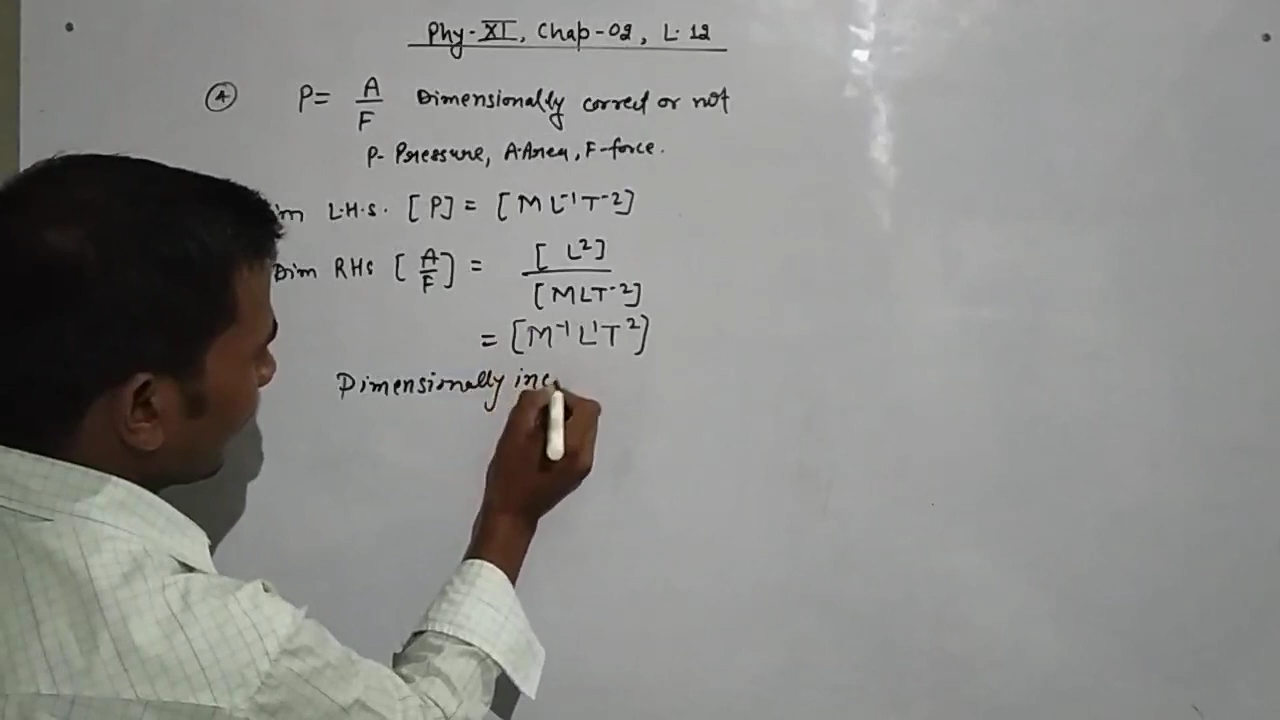 Phy-XI, Chap-02, L.12
(A) P = A/F Dimensionally correct or not
P- Pressure, A-Area, F-force.
im L.H.S. [P] = [M L⁻¹ T⁻²]
Dim RHS [A/F] = [L²]/[MLT⁻²]
= [M⁻¹ L¹ T²]
Dimensionally inc